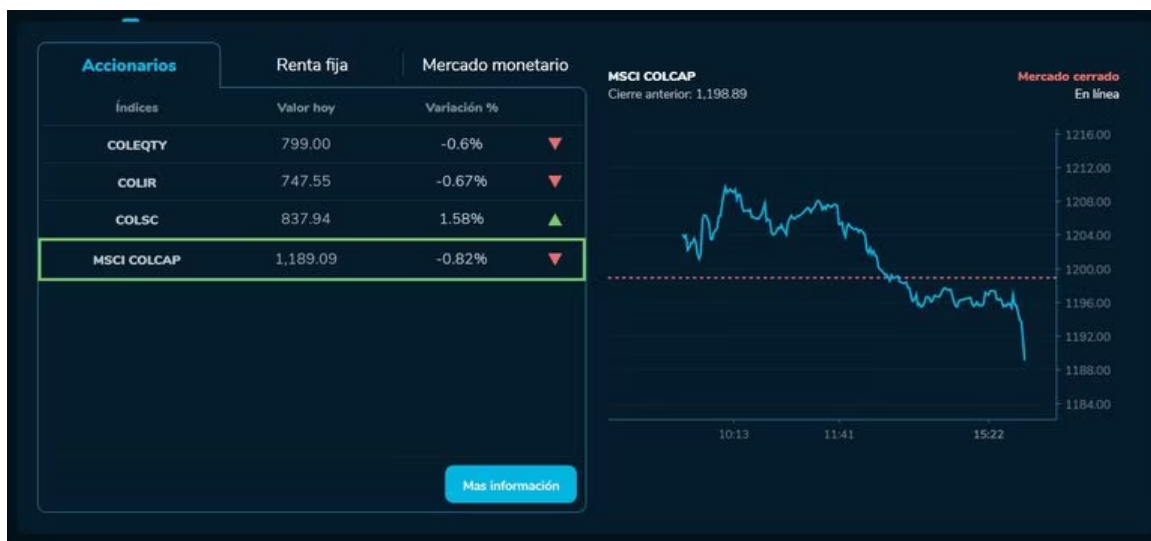 Accionarios Renta fija Mercado monetario
Índices Valor hoy Variación %
COLEQTY 799.00 -0.6%
COLIR 747.55 -0.67%
COLSC 837.94 1.58%
MSCI COLCAP 1,189.09 -0.82%
Mas información
MSCI COLCAP Mercado cerrado
Cierre anterior: 1,198.89 En línea
1216.00
1212.00
1208.00
1204.00
1200.00
1196.00
1192.00
1188.00
1184.00
10:13 11:41 15:22